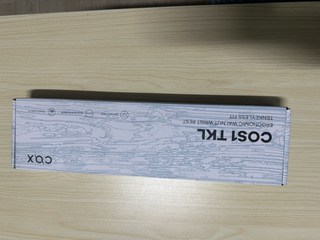 COS1 TKL
ERGONOMIC WALNUT WRIST REST
TENKEYLESS FIT
cox